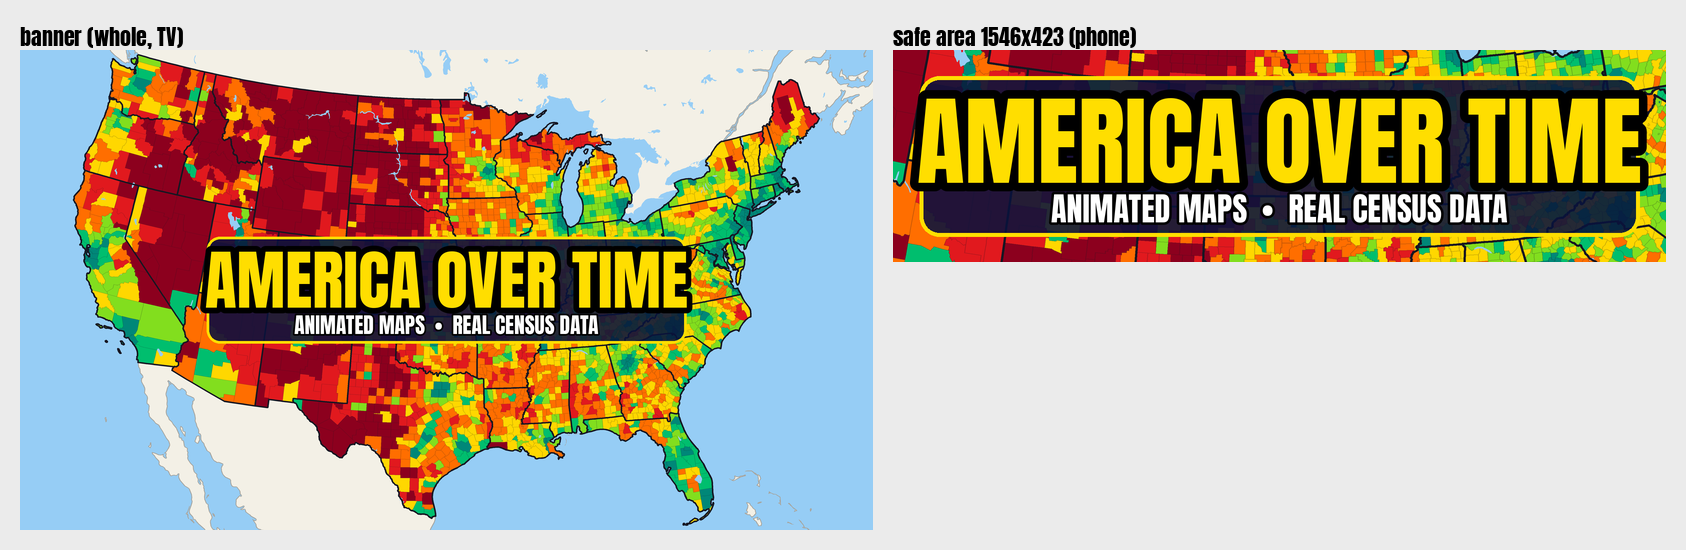 banner (whole, TV)
AMERICA OVER TIME
ANIMATED MAPS • REAL CENSUS DATA
safe area 1546x423 (phone)
AMERICA OVER TIME
ANIMATED MAPS • REAL CENSUS DATA